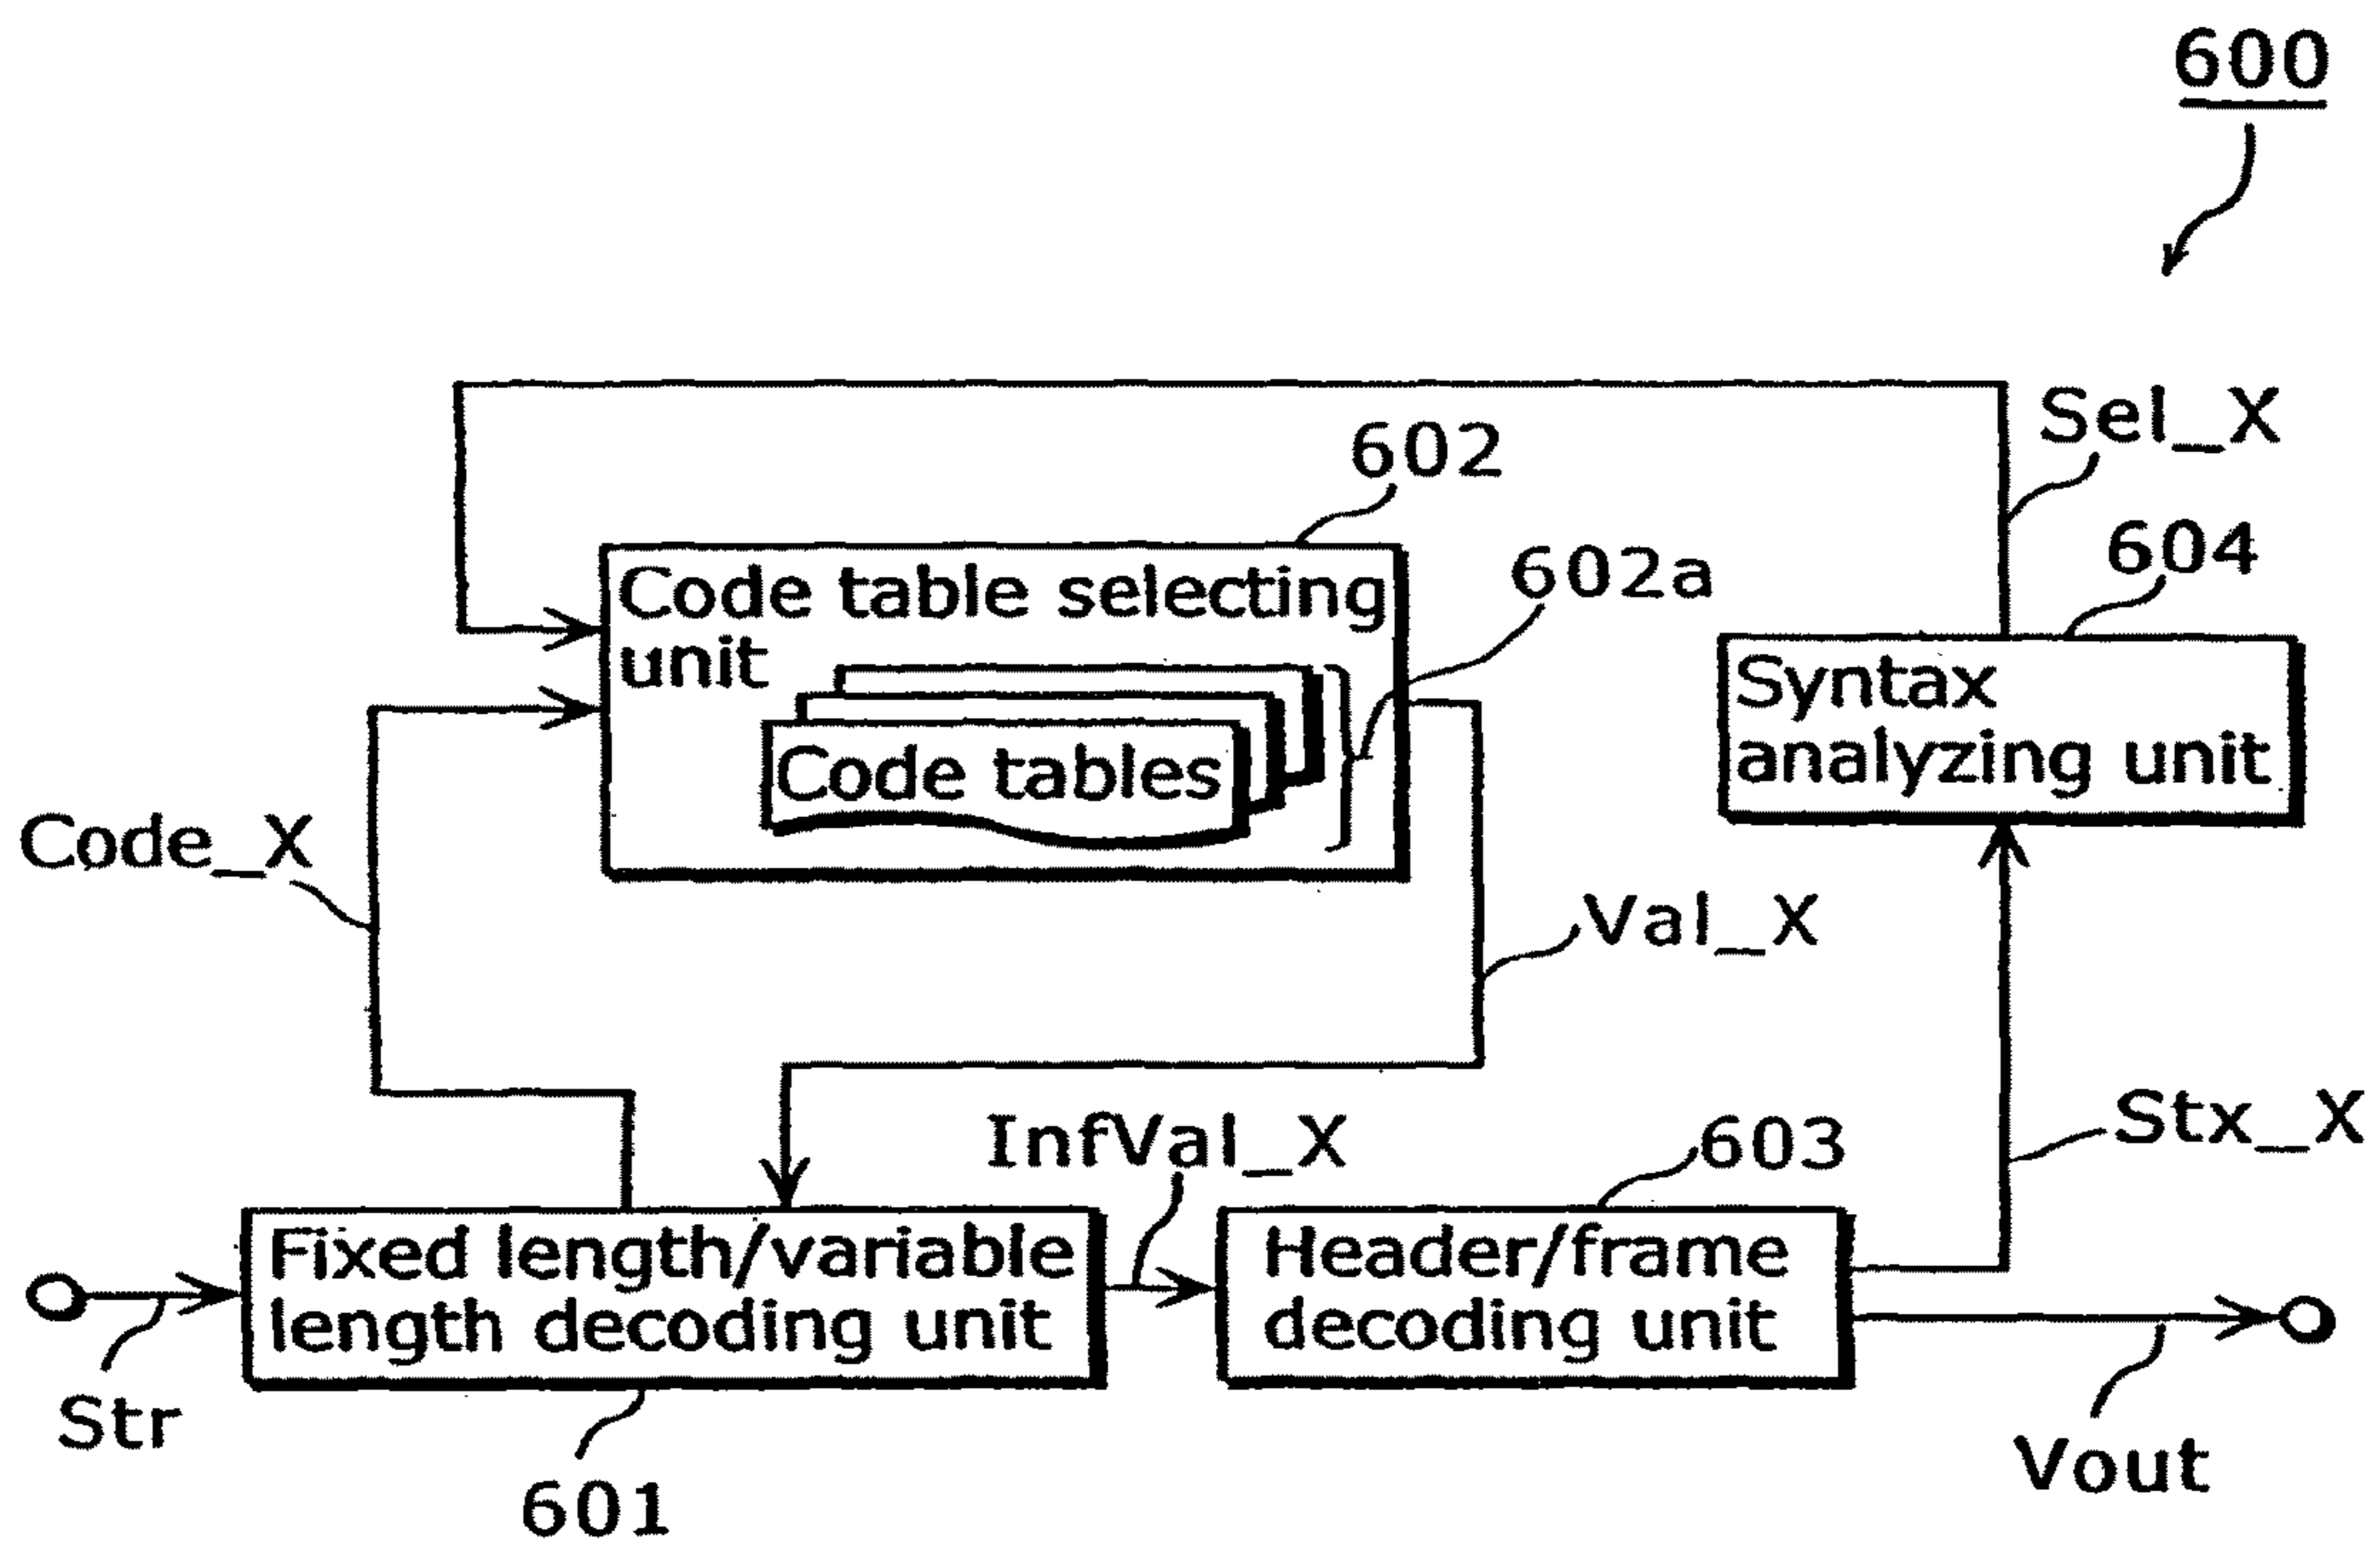 600
Sel_X
602
602a
604
Code table selecting
unit
Code tables
Syntax
analyzing unit
Code_X
Val_X
InfVal_X
603
Stx_X
Fixed length/variable
length decoding unit
Header/frame
decoding unit
Str
601
Vout